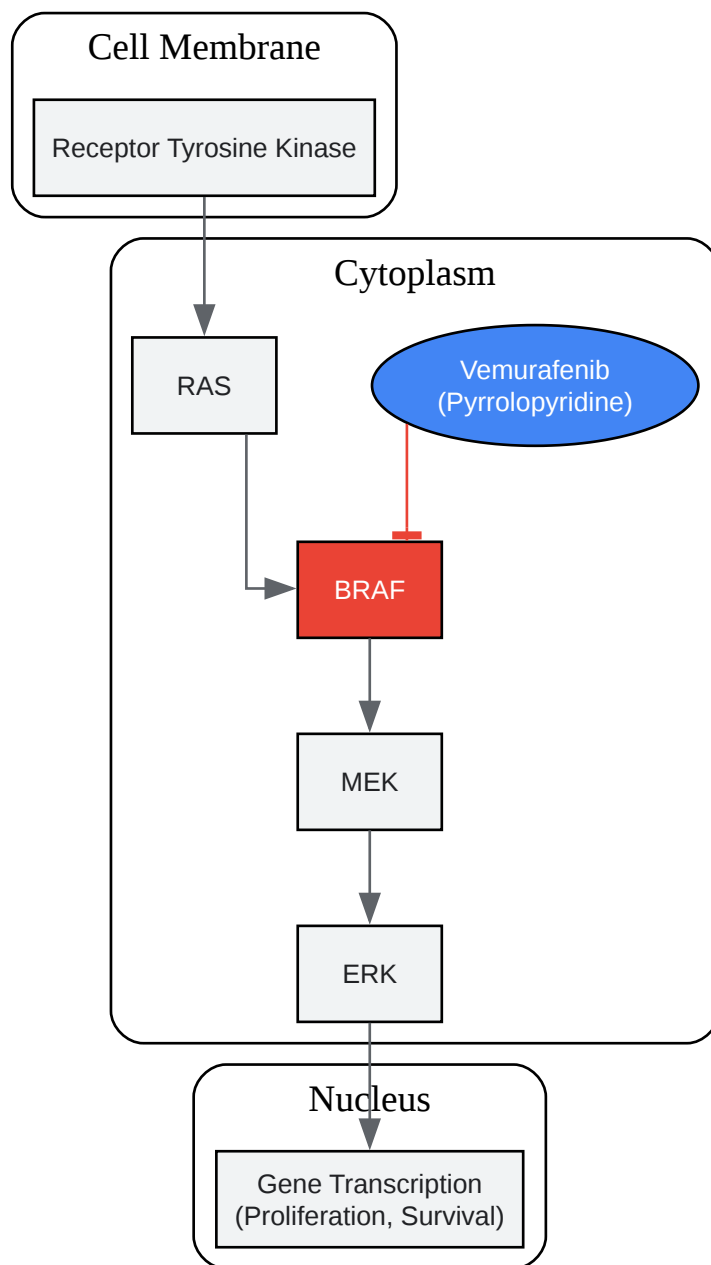 Cell Membrane
Receptor Tyrosine Kinase
Cytoplasm
RAS
Vemurafenib
(Pyrrolopyridine)
BRAF
MEK
ERK
Nucleus
Gene Transcription
(Proliferation, Survival)